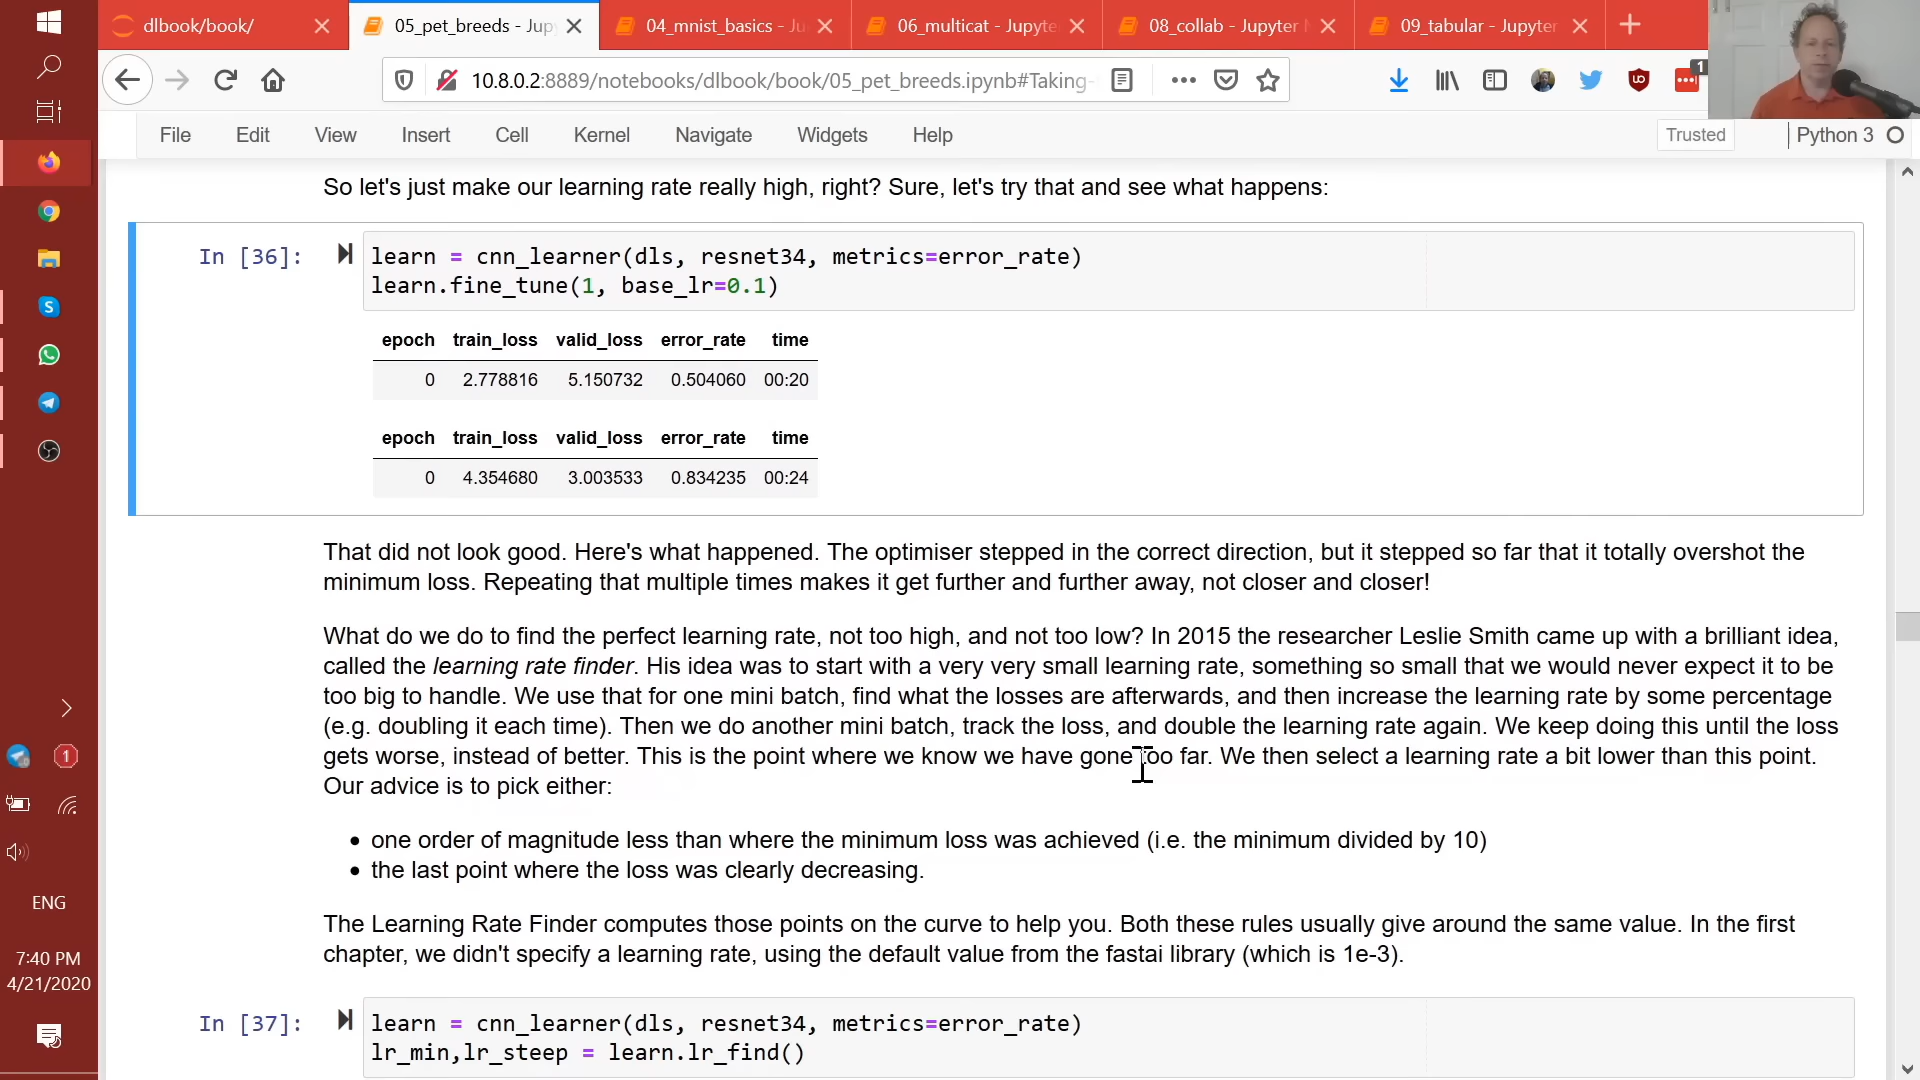 dlbook/book/
05_pet_breeds - Jupy
04_mnist_basics - Ju
06_multicat - Jupyte
08_collab - Jupyter N
09_tabular - Jupyter
10.8.0.2:8889/notebooks/dlbook/book/05_pet_breeds.ipynb#Taking-
1
File Edit View Insert Cell Kernel Navigate Widgets Help
Trusted
Python 3
So let's just make our learning rate really high, right? Sure, let's try that and see what happens:
In [36]:
learn = cnn_learner(dls, resnet34, metrics=error_rate)
learn.fine_tune(1, base_lr=0.1)
epoch train_loss valid_loss error_rate time
0 2.778816 5.150732 0.504060 00:20
epoch train_loss valid_loss error_rate time
0 4.354680 3.003533 0.834235 00:24
That did not look good. Here's what happened. The optimiser stepped in the correct direction, but it stepped so far that it totally overshot the
minimum loss. Repeating that multiple times makes it get further and further away, not closer and closer!
What do we do to find the perfect learning rate, not too high, and not too low? In 2015 the researcher Leslie Smith came up with a brilliant idea,
called the learning rate finder. His idea was to start with a very very small learning rate, something so small that we would never expect it to be
too big to handle. We use that for one mini batch, find what the losses are afterwards, and then increase the learning rate by some percentage
(e.g. doubling it each time). Then we do another mini batch, track the loss, and double the learning rate again. We keep doing this until the loss
gets worse, instead of better. This is the point where we know we have gone too far. We then select a learning rate a bit lower than this point.
Our advice is to pick either:
• one order of magnitude less than where the minimum loss was achieved (i.e. the minimum divided by 10)
• the last point where the loss was clearly decreasing.
The Learning Rate Finder computes those points on the curve to help you. Both these rules usually give around the same value. In the first
chapter, we didn't specify a learning rate, using the default value from the fastai library (which is 1e-3).
In [37]:
learn = cnn_learner(dls, resnet34, metrics=error_rate)
lr_min,lr_steep = learn.lr_find()
1
ENG
7:40 PM
4/21/2020